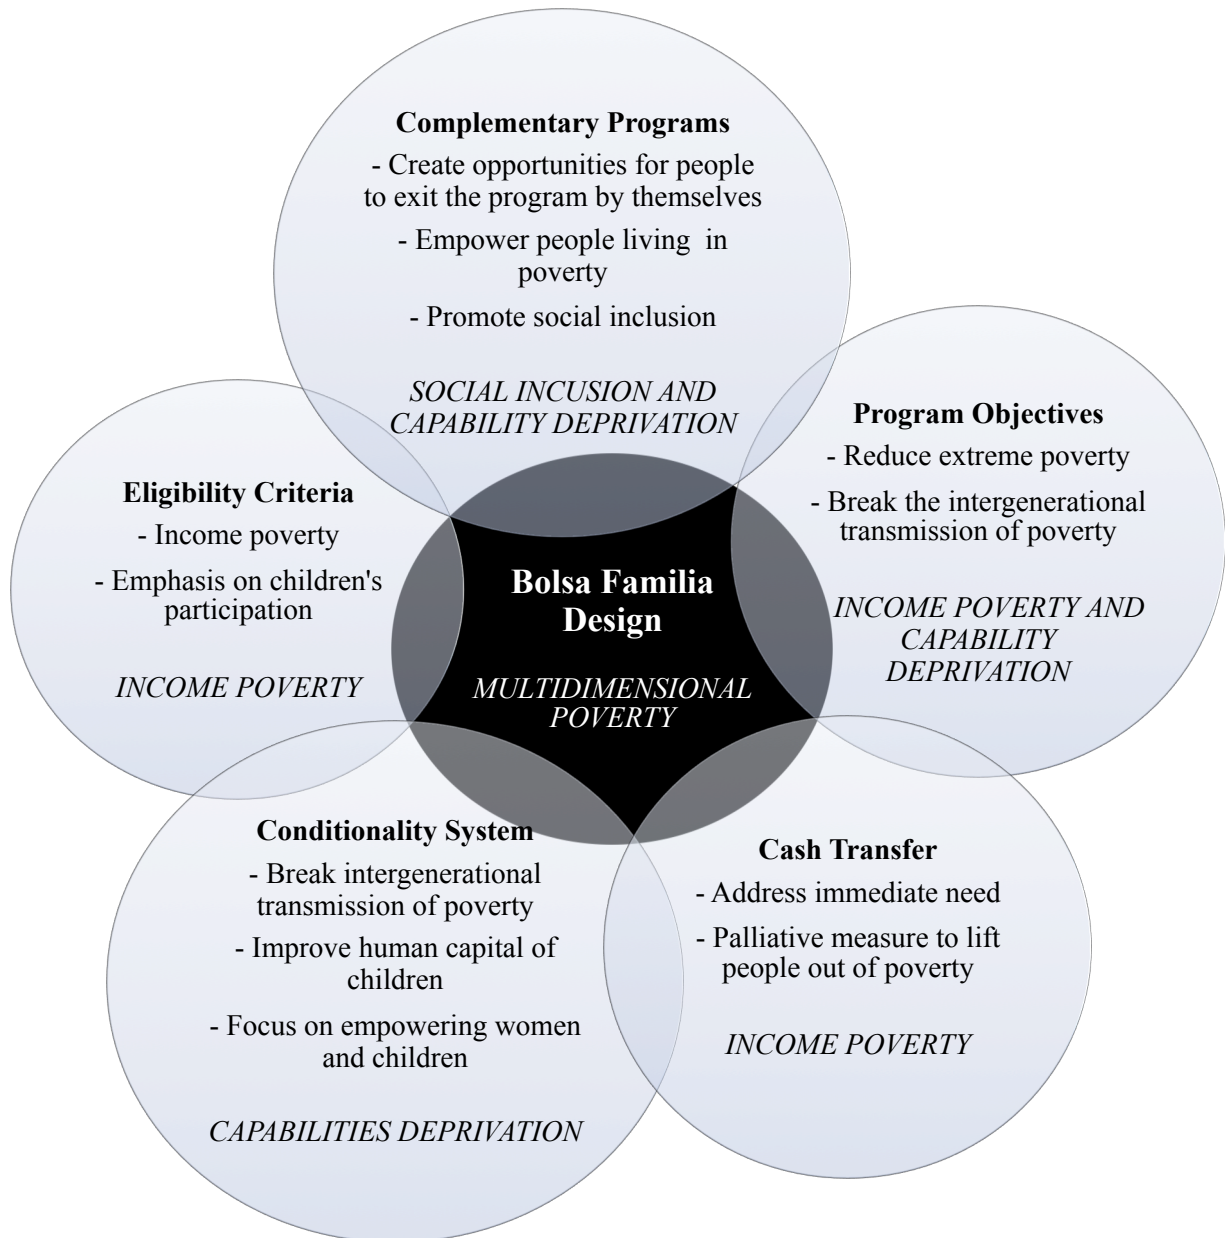 Complementary Programs
- Create opportunities for people
to exit the program by themselves
- Empower people living in
poverty
- Promote social inclusion
SOCIAL INCUSION AND
CAPABILITY DEPRIVATION
Program Objectives
- Reduce extreme poverty
- Break the intergenerational
transmission of poverty
INCOME POVERTY AND
CAPABILITY
DEPRIVATION
Eligibility Criteria
- Income poverty
- Emphasis on children's
participation
INCOME POVERTY
Bolsa Familia
Design
MULTIDIMENSIONAL
POVERTY
Conditionality System
- Break intergenerational
transmission of poverty
- Improve human capital of
children
- Focus on empowering women
and children
CAPABILITIES DEPRIVATION
Cash Transfer
- Address immediate need
- Palliative measure to lift
people out of poverty
INCOME POVERTY